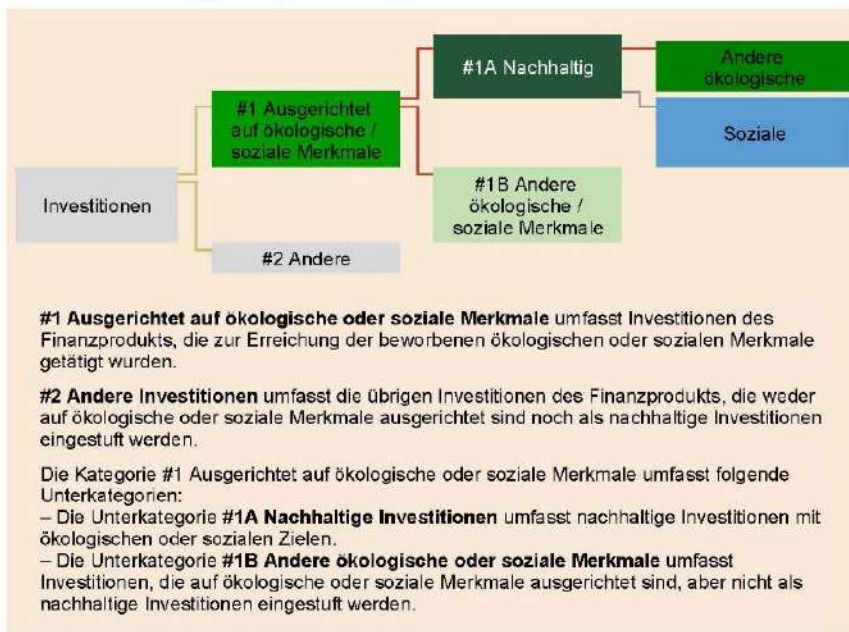 #1A Nachhaltig
Andere
ökologische
#1 Ausgerichtet
auf ökologische /
soziale Merkmale
Soziale
Investitionen
#1B Andere
ökologische /
soziale Merkmale
#2 Andere
#1 Ausgerichtet auf ökologische oder soziale Merkmale umfasst Investitionen des
Finanzprodukts, die zur Erreichung der beworbenen ökologischen oder sozialen Merkmale
getätigt wurden.
#2 Andere Investitionen umfasst die übrigen Investitionen des Finanzprodukts, die weder
auf ökologische oder soziale Merkmale ausgerichtet sind noch als nachhaltige Investitionen
eingestuft werden.
Die Kategorie #1 Ausgerichtet auf ökologische oder soziale Merkmale umfasst folgende
Unterkategorien:
– Die Unterkategorie #1A Nachhaltige Investitionen umfasst nachhaltige Investitionen mit
ökologischen oder sozialen Zielen.
– Die Unterkategorie #1B Andere ökologische oder soziale Merkmale umfasst
Investitionen, die auf ökologische oder soziale Merkmale ausgerichtet sind, aber nicht als
nachhaltige Investitionen eingestuft werden.